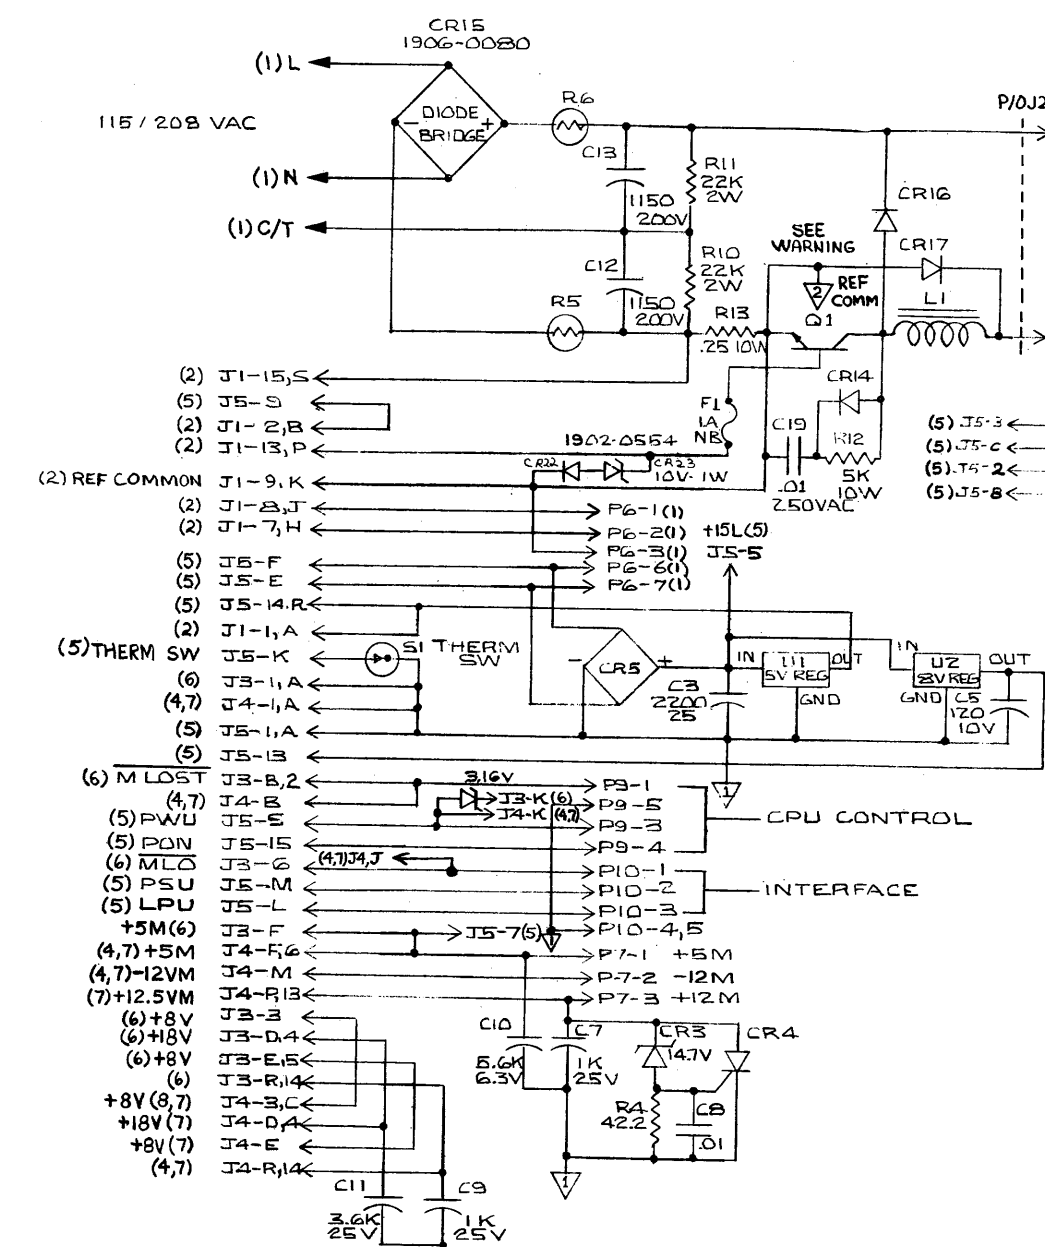 CR15
1906-0080
(1) L
115 / 208 VAC
DIODE
BRIDGE
- +
R6
P/OJ2
C13
1150
200V
R11
22K
2W
(1) N
(1) C/T
CR16
SEE
WARNING
CR17
C12
1150
200V
R10
22K
2W
2
REF
COMM
L1
R5
R13
.25 10W
Q1
(2) J1-15,S
(5) J5-9
(2) J1-2,B
(2) J1-13,P
F1
1A
NB
CR14
C19
.01
250VAC
R12
5K
10W
(5) J5-3
(5) J5-C
(5) J5-2
(5) J5-8
1902-0554
CR22
CR23
10V-1W
(2) REF COMMON J1-9,K
(2) J1-8,J P6-1(1)
(2) J1-7,H P6-2(1)
P6-3(1)
+15L(5)
J5-5
(5) J5-F P6-6(1)
(5) J5-E P6-7(1)
(5) J5-14.R
(2) J1-1,A
(5) THERM SW J5-K
S1 THERM
SW
(6) J3-1,A
(4,7) J4-1,A
(5) J5-1,A
(5) J5-13
- CR5 +
C3
2200
25
IN U1 OUT
5V REG
GND
IN U2 OUT
8V REG
GND
C5
120
10V
1
(6) M LOST J3-B,2 P9-1
3.16V
J3-K(6)
(4,7) J4-B P9-5
J4-K (4,7)
(5) PWU J5-E P9-3
CPU CONTROL
(5) PON J5-15 P9-4
(4,7)J4,J
(6) MLO J3-6 P10-1
(5) PSU J5-M P10-2
INTERFACE
(5) LPU J5-L P10-3
+5M(6) J3-F J5-7(5) 1 P10-4,5
(4,7) +5M J4-F,6 P7-1 +5M
(4,7)-12VM J4-M P7-2 -12M
(7)+12.5VM J4-P,13 P7-3 +12M
(6)+8V J3-3
(6)+18V J3-D,4
(6)+8V J3-E,5
(6) J3-R,14
+8V(8,7) J4-3,C
+18V(7) J4-D,4
+8V(7) J4-E
(4,7) J4-R,14
C10
5.6K
6.3V
C7
1K
25V
CR3
14.7V
CR4
R4
42.2
C8
.01
1
C11
3.6K
25V
C9
1K
25V